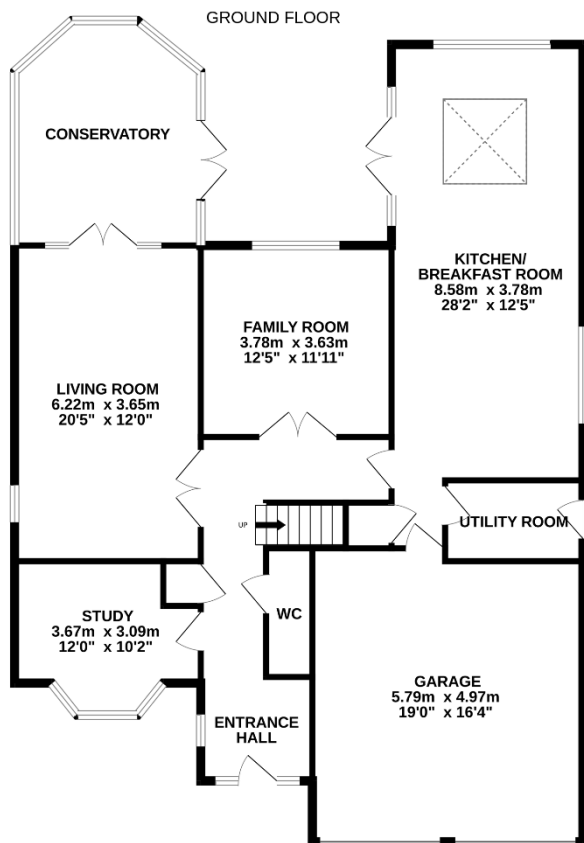 GROUND FLOOR
CONSERVATORY
KITCHEN/
BREAKFAST ROOM
8.58m x 3.78m
28'2" x 12'5"
FAMILY ROOM
3.78m x 3.63m
12'5" x 11'11"
LIVING ROOM
6.22m x 3.65m
20'5" x 12'0"
UP
UTILITY ROOM
STUDY
3.67m x 3.09m
12'0" x 10'2"
WC
GARAGE
5.79m x 4.97m
19'0" x 16'4"
ENTRANCE
HALL